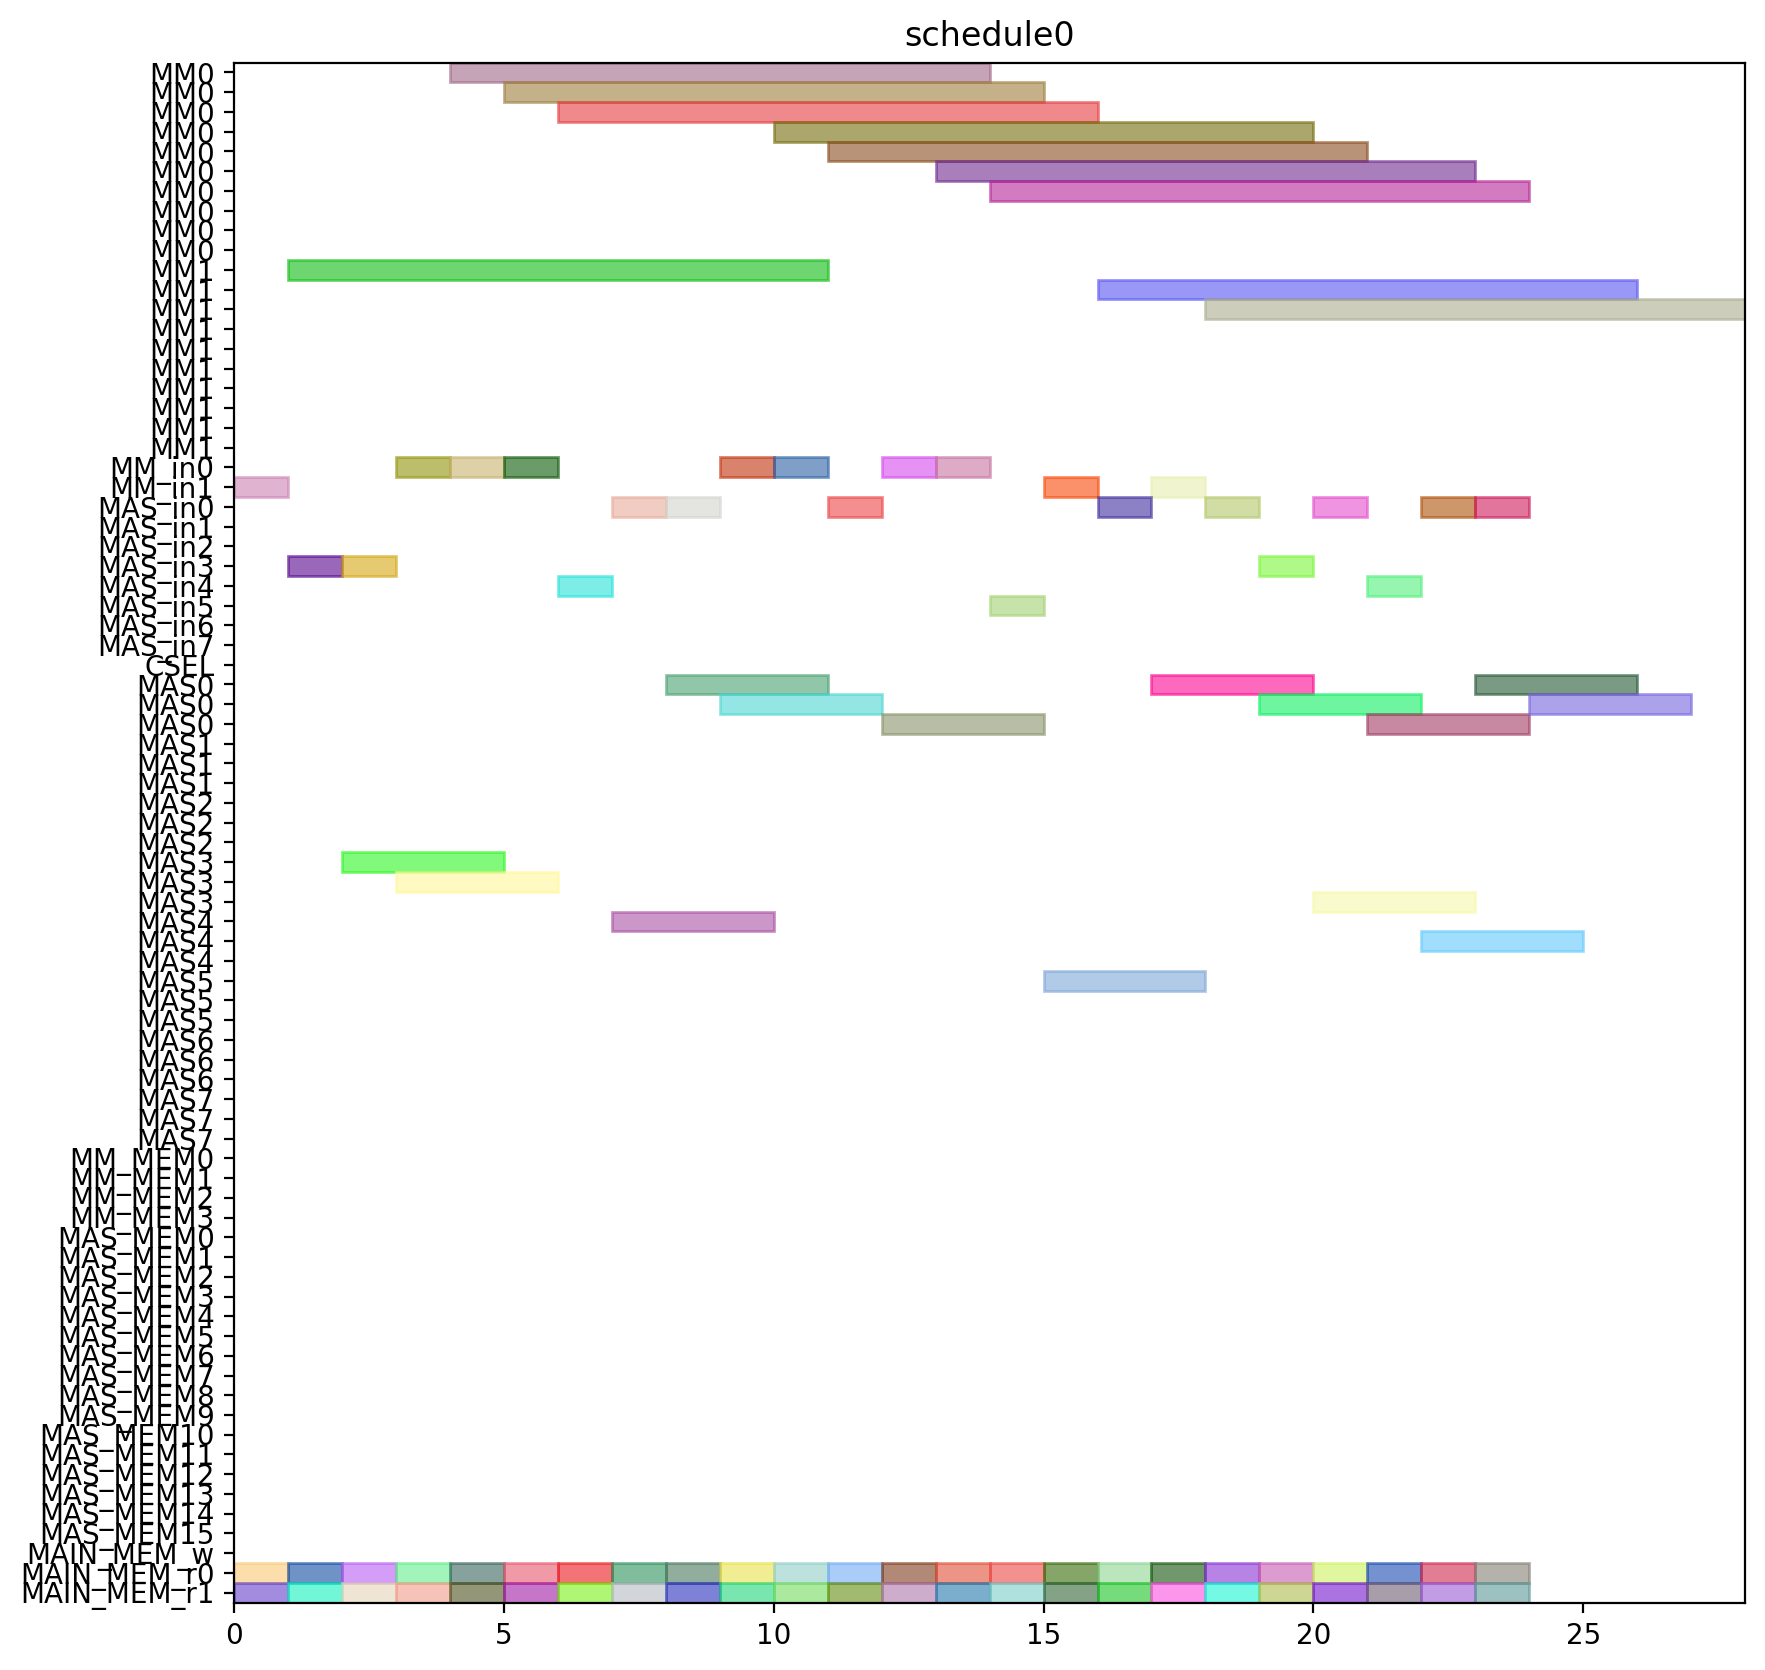 schedule0
MM0
MM0
MM0
MM0
MM0
MM0
MM0
MM0
MM0
MM0
MM1
MM1
MM1
MM1
MM1
MM1
MM1
MM1
MM1
MM1
MM_in0
MM_in1
MAS_in0
MAS_in1
MAS_in2
MAS_in3
MAS_in4
MAS_in5
MAS_in6
MAS_in7
CSEL
MAS0
MAS0
MAS0
MAS1
MAS1
MAS1
MAS2
MAS2
MAS2
MAS3
MAS3
MAS3
MAS4
MAS4
MAS4
MAS5
MAS5
MAS5
MAS6
MAS6
MAS6
MAS7
MAS7
MAS7
MM_MEM0
MM_MEM1
MM_MEM2
MM_MEM3
MAS_MEM0
MAS_MEM1
MAS_MEM2
MAS_MEM3
MAS_MEM4
MAS_MEM5
MAS_MEM6
MAS_MEM7
MAS_MEM8
MAS_MEM9
MAS_MEM10
MAS_MEM11
MAS_MEM12
MAS_MEM13
MAS_MEM14
MAS_MEM15
MAIN_MEM_w
MAIN_MEM_r0
MAIN_MEM_r1
0 5 10 15 20 25